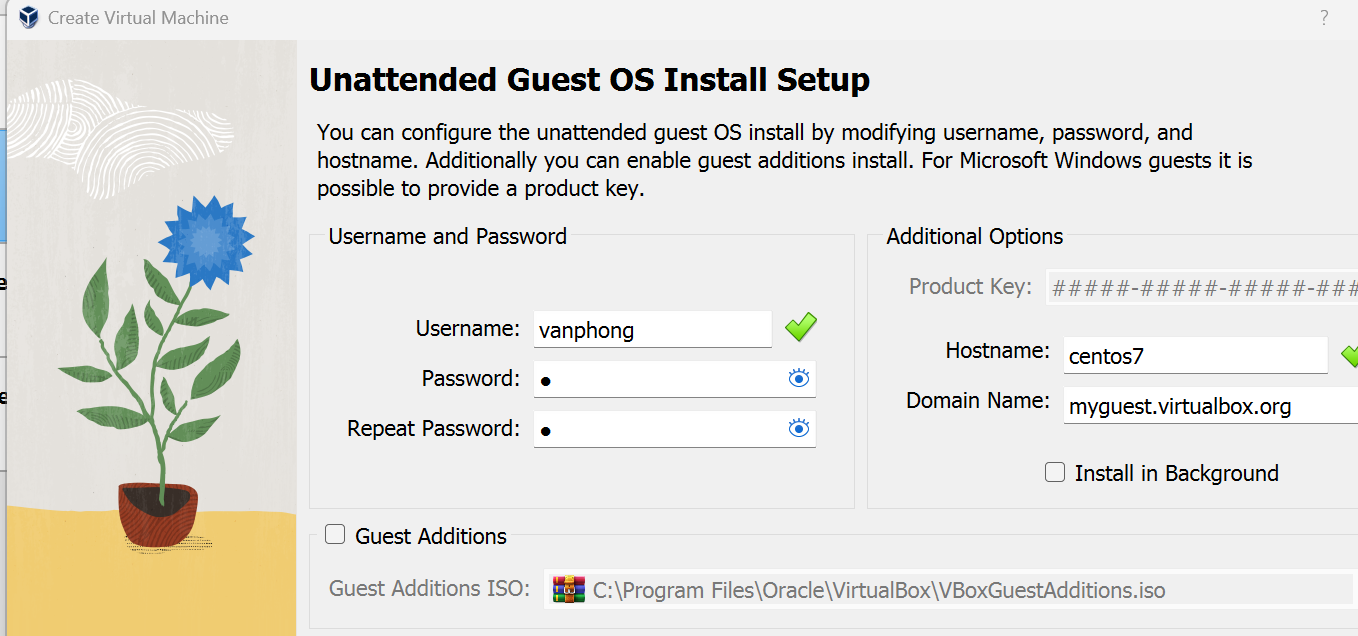 Create Virtual Machine
?
Unattended Guest OS Install Setup
You can configure the unattended guest OS install by modifying username, password, and
hostname. Additionally you can enable guest additions install. For Microsoft Windows guests it is
possible to provide a product key.
Username and Password
Username: vanphong
Password: ●
Repeat Password: ●
Additional Options
Product Key: #####-#####-#####-###
Hostname: centos7
Domain Name: myguest.virtualbox.org
Install in Background
Guest Additions
Guest Additions ISO: C:\Program Files\Oracle\VirtualBox\VBoxGuestAdditions.iso